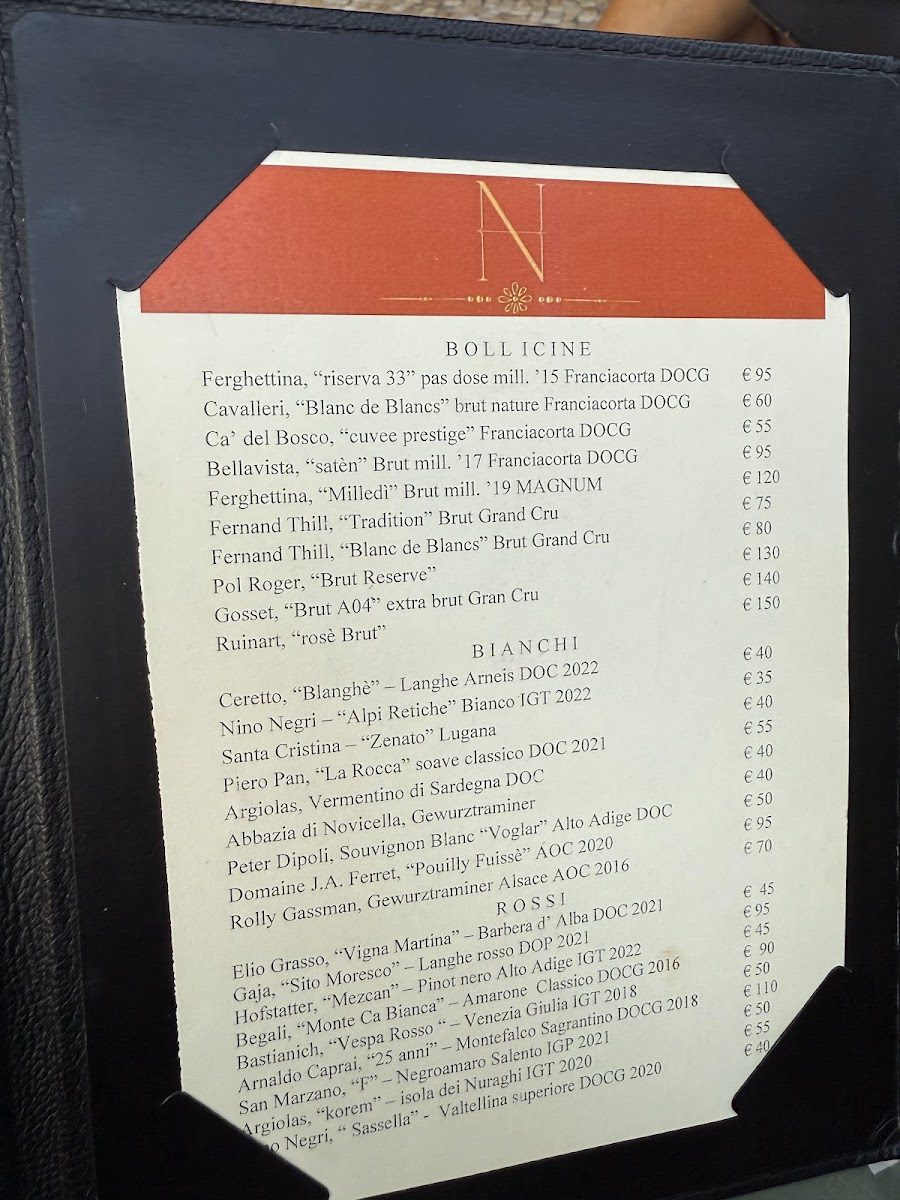 N
BOLLICINE
Ferghettina, “riserva 33” pas dose mill. ’15 Franciacorta DOCG € 95
Cavalleri, “Blanc de Blancs” brut nature Franciacorta DOCG € 60
Ca’ del Bosco, “cuvee prestige” Franciacorta DOCG € 55
Bellavista, “satèn” Brut mill. ’17 Franciacorta DOCG € 95
Ferghettina, “Milledì” Brut mill. ’19 MAGNUM € 120
Fernand Thill, “Tradition” Brut Grand Cru € 75
Fernand Thill, “Blanc de Blancs” Brut Grand Cru € 80
Pol Roger, “Brut Reserve” € 130
Gosset, “Brut A04” extra brut Gran Cru € 140
Ruinart, “rosè Brut” € 150
BIANCHI
Ceretto, “Blanghè” – Langhe Arneis DOC 2022 € 40
Nino Negri – “Alpi Retiche” Bianco IGT 2022 € 35
Santa Cristina – “Zenato” Lugana € 40
Piero Pan, “La Rocca” soave classico DOC 2021 € 55
Argiolas, Vermentino di Sardegna DOC € 40
Abbazia di Novicella, Gewurztraminer € 40
Peter Dipoli, Souvignon Blanc “Voglar” Alto Adige DOC € 50
Domaine J.A. Ferret, “Pouilly Fuissè” AOC 2020 € 95
Rolly Gassman, Gewurztraminer Alsace AOC 2016 € 70
ROSSI
Elio Grasso, “Vigna Martina” – Barbera d’ Alba DOC 2021 € 45
Gaja, “Sito Moresco” – Langhe rosso DOP 2021 € 95
Hofstatter, “Mezcan” – Pinot nero Alto Adige IGT 2022 € 45
Begali, “Monte Ca Bianca” – Amarone Classico DOCG 2016 € 90
Bastianich, “Vespa Rosso “ – Venezia Giulia IGT 2018 € 50
Arnaldo Caprai, “25 anni” – Montefalco Sagrantino DOCG 2018 € 110
San Marzano, “F” – Negroamaro Salento IGP 2021 € 50
Argiolas, “korem” – isola dei Nuraghi IGT 2020 € 55
Negri, “ Sassella” - Valtellina superiore DOCG 2020 € 40